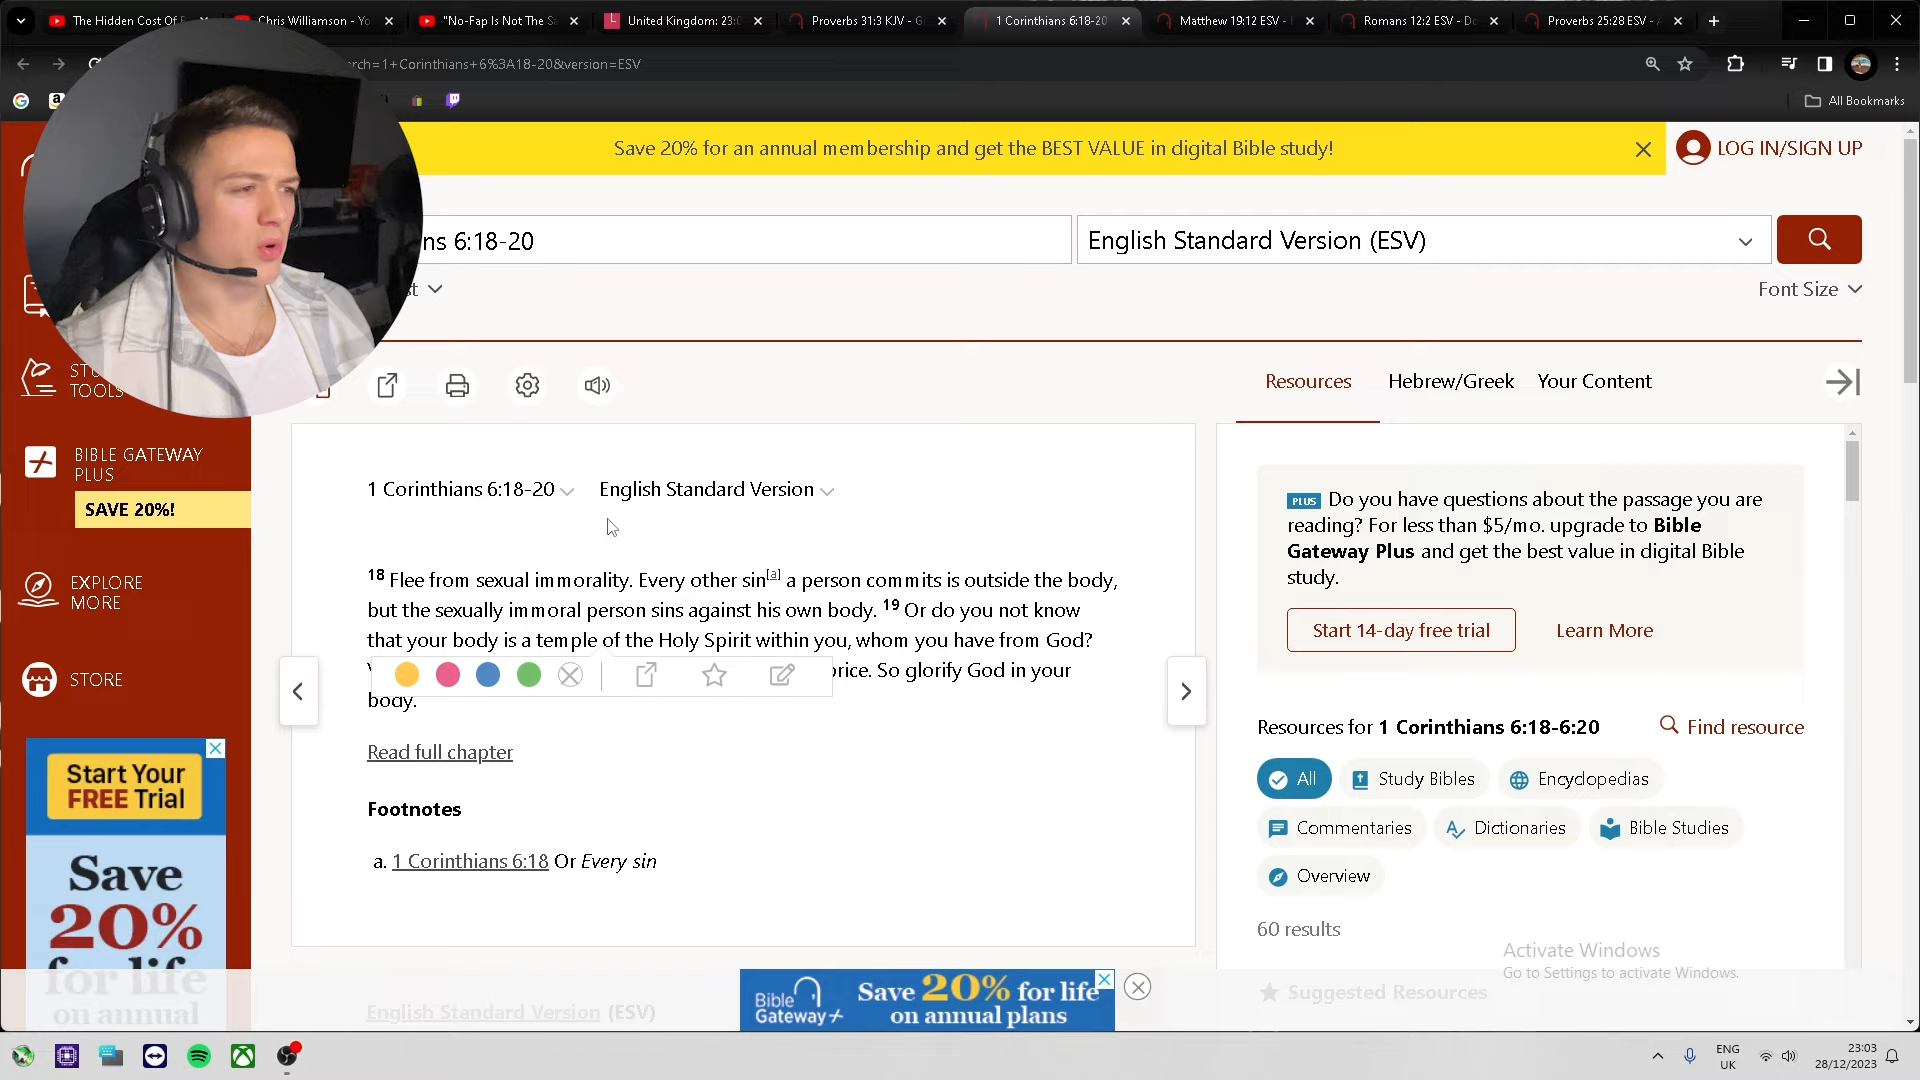 The Hidden Cost Of
Chris Williamson - Yo
"No-Fap Is Not The Se
United Kingdom: 23:0
Proverbs 31:3 KJV - Gi
1 Corinthians 6:18-20
Matthew 19:12 ESV -
Romans 12:2 ESV - Do
Proverbs 25:28 ESV -
rch=1+Corinthians+6%3A18-20&version=ESV
All Bookmarks
Save 20% for an annual membership and get the BEST VALUE in digital Bible study!
LOG IN/SIGN UP
ns 6:18-20
English Standard Version (ESV)
Font Size
TOOLS
BIBLE GATEWAY
PLUS
SAVE 20%!
EXPLORE
MORE
STORE
Start Your
FREE Trial
Save
20%
for life
on annual
Resources
Hebrew/Greek
Your Content
1 Corinthians 6:18-20
English Standard Version
18 Flee from sexual immorality. Every other sin[a] a person commits is outside the body,
but the sexually immoral person sins against his own body. 19 Or do you not know
that your body is a temple of the Holy Spirit within you, whom you have from God?
price. So glorify God in your
body.
Read full chapter
Footnotes
a. 1 Corinthians 6:18 Or Every sin
English Standard Version (ESV)
PLUS Do you have questions about the passage you are
reading? For less than $5/mo. upgrade to Bible
Gateway Plus and get the best value in digital Bible
study.
Start 14-day free trial
Learn More
Resources for 1 Corinthians 6:18-6:20
Find resource
All
Study Bibles
Encyclopedias
Commentaries
Dictionaries
Bible Studies
Overview
60 results
Activate Windows
Go to Settings to activate Windows.
Suggested Resources
Bible
Gateway+
Save 20% for life
on annual plans
ENG
UK
23:03
28/12/2023